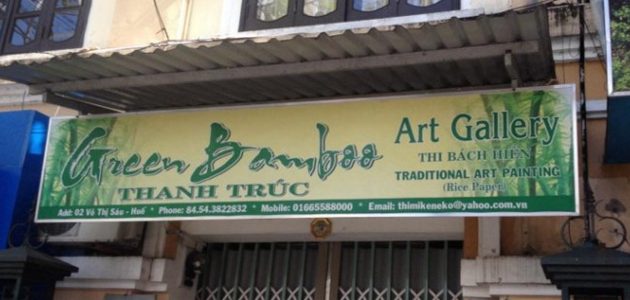 Green Bamboo
THANH TRÚC
Art Gallery
THI BÁCH HIÊN
TRADITIONAL ART PAINTING
(Rice Paper)
Add: 02 Võ Thị Sáu - Huế * Phone: 84.54.3822832 * Mobile: 01665588000 * Email: thimikeneko@yahoo.com.vn